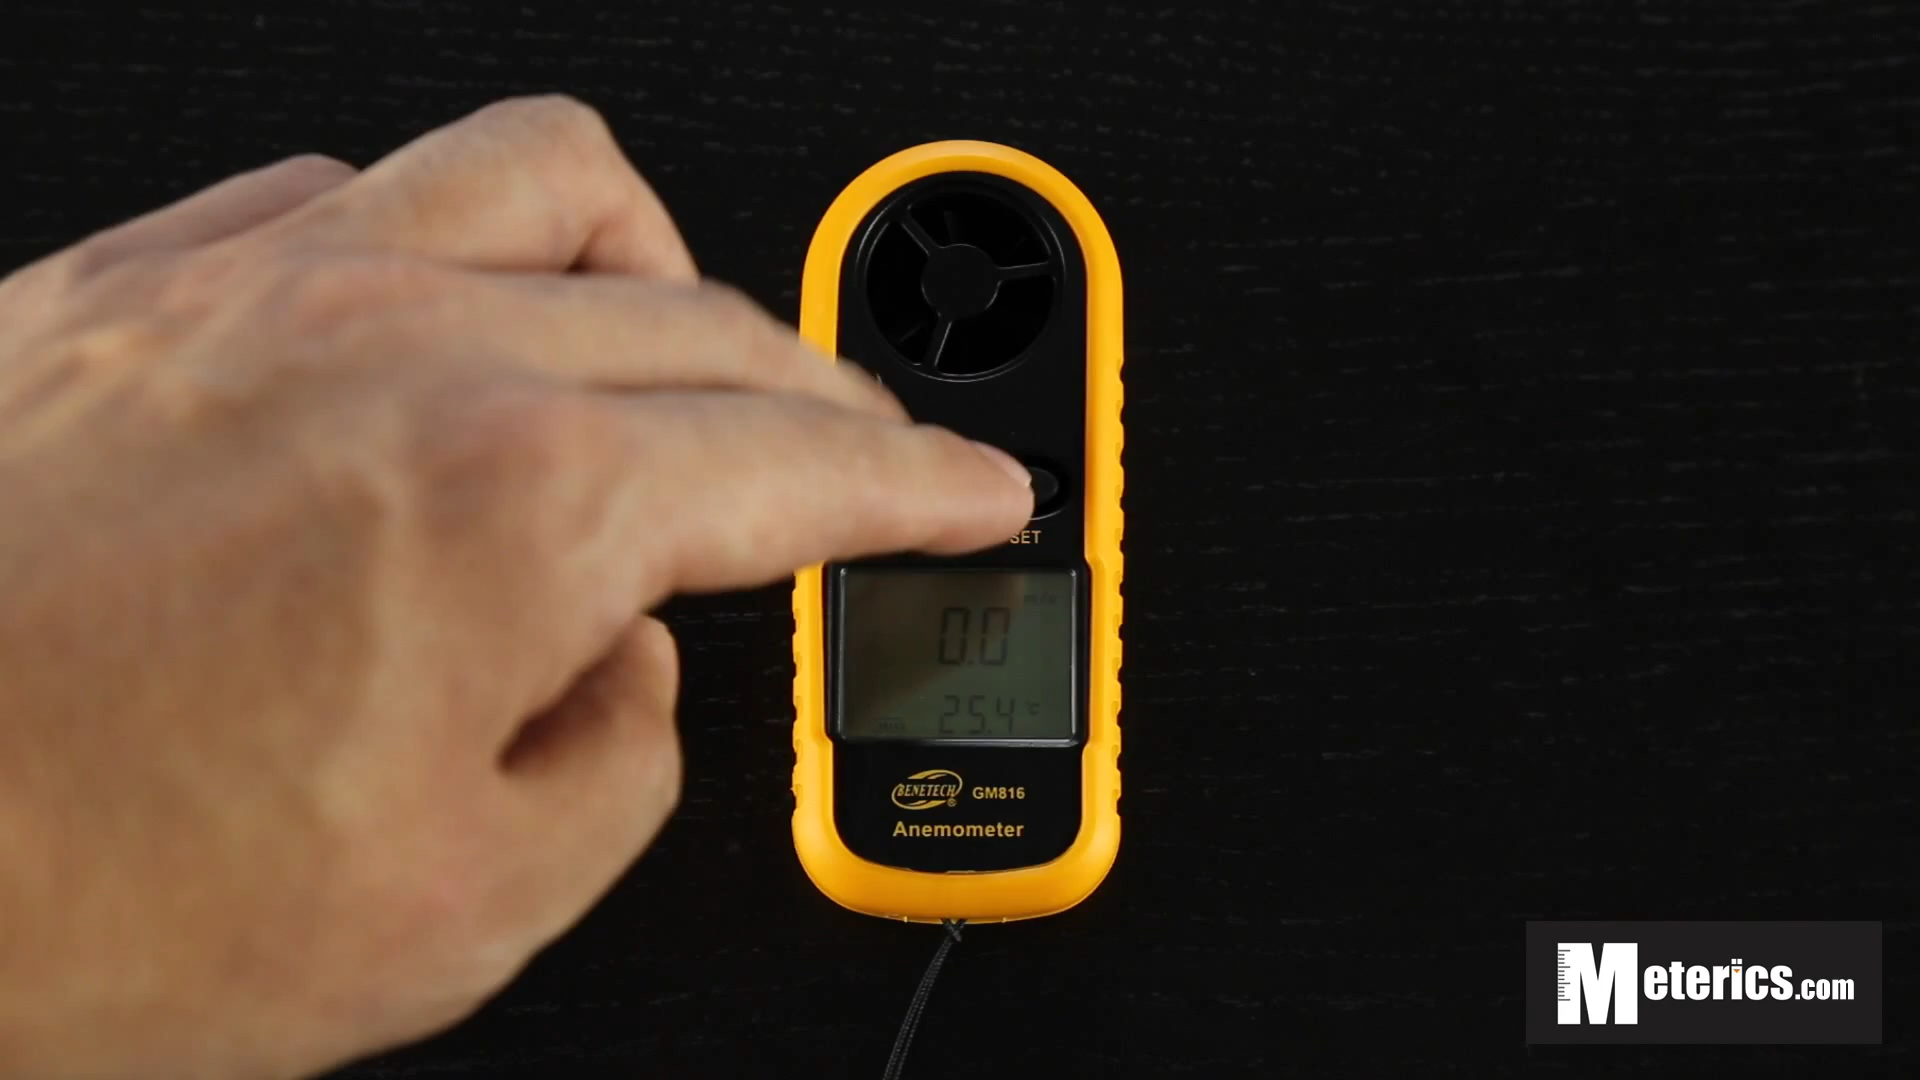 SET
0.0
25.4 °C
BENETECH® GM816
Anemometer
Meterics.com